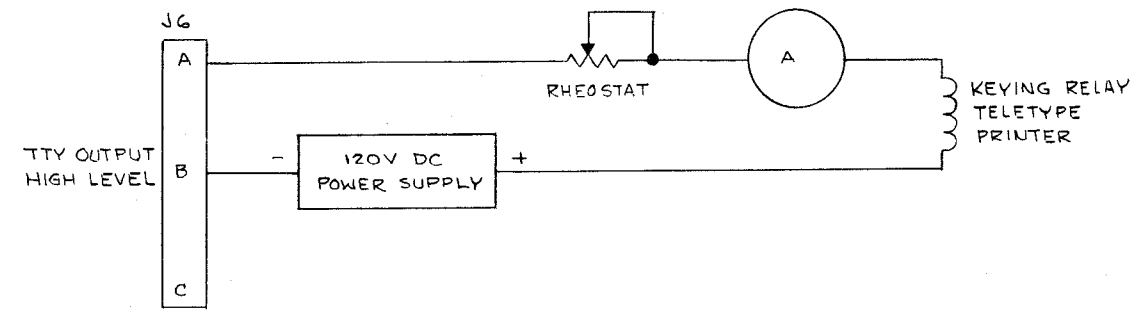 J6
A
RHEOSTAT
A
KEYING RELAY
TELETYPE
PRINTER
TTY OUTPUT
HIGH LEVEL
B
-
120V DC
POWER SUPPLY
+
C